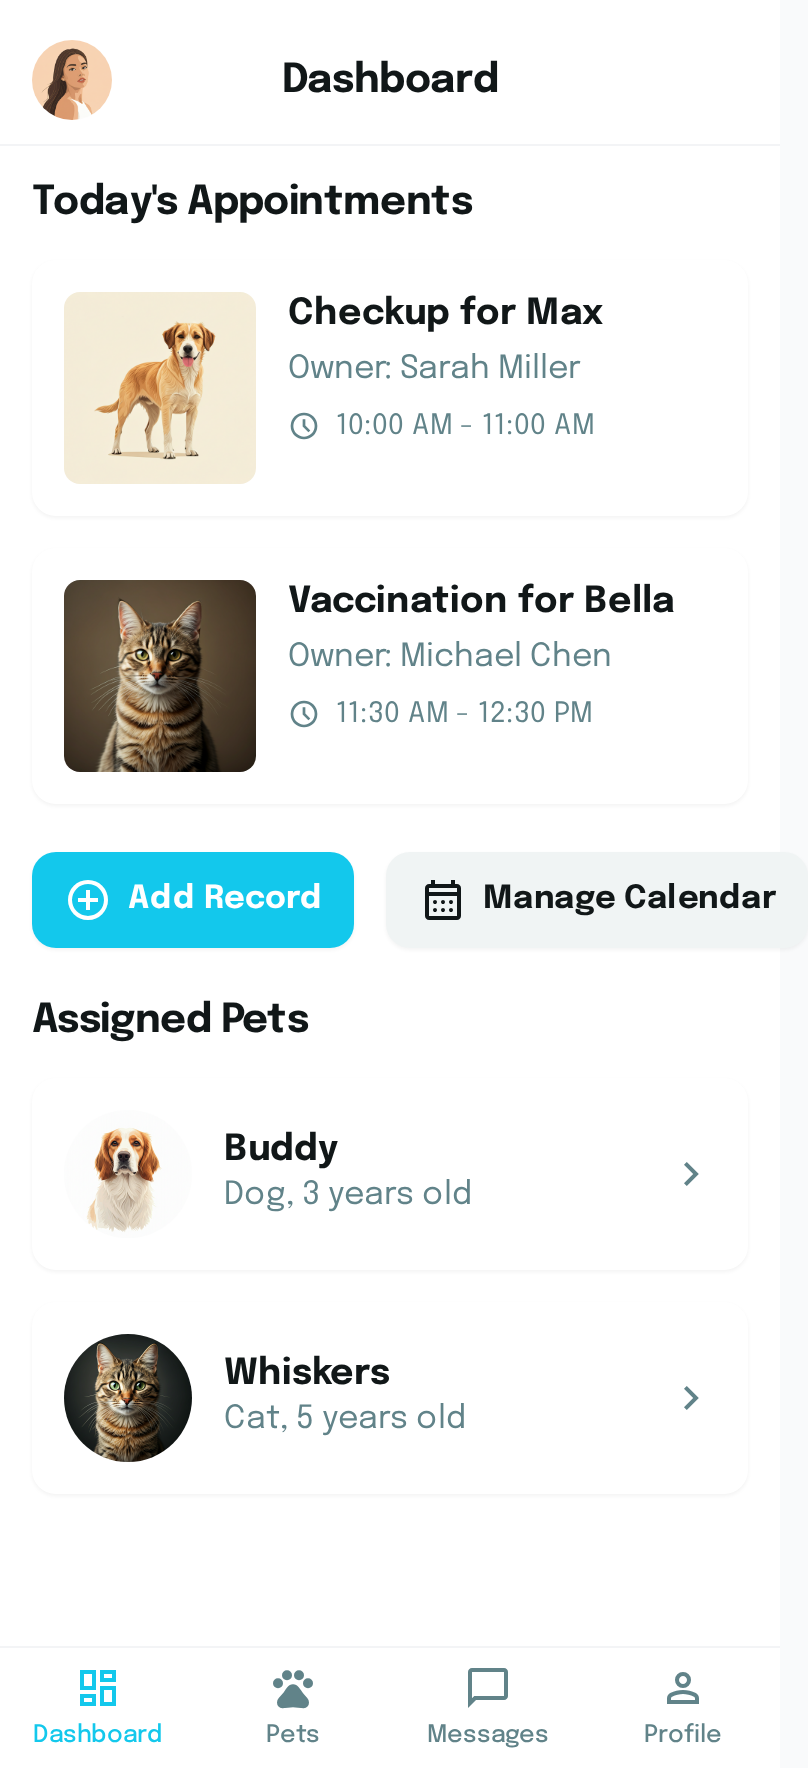 Dashboard
Today's Appointments
Checkup for Max
Owner: Sarah Miller
10:00 AM - 11:00 AM
Vaccination for Bella
Owner: Michael Chen
11:30 AM - 12:30 PM
Add Record
Manage Calendar
Assigned Pets
Buddy
Dog, 3 years old
Whiskers
Cat, 5 years old
Dashboard
Pets
Messages
Profile